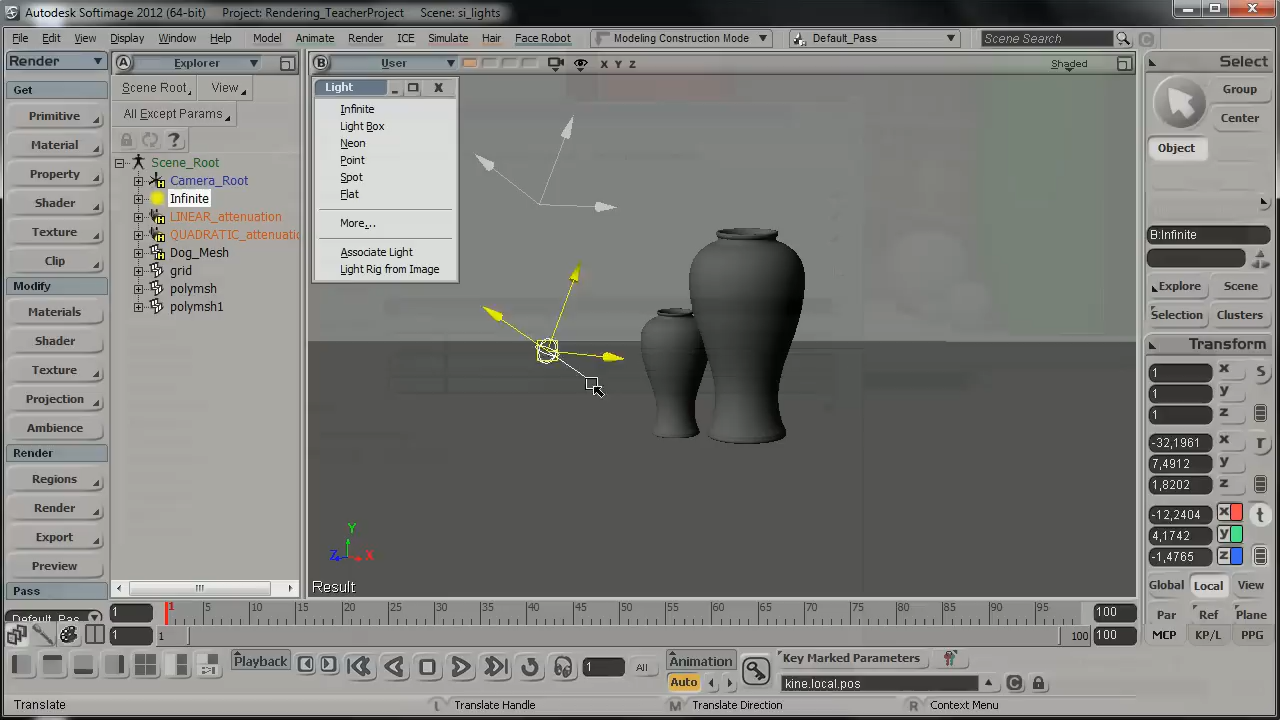 Autodesk Softimage 2012 (64-bit) Project: Rendering_TeacherProject Scene: si_lights
File Edit View Display Window Help Model Animate Render ICE Simulate Hair Face Robot Modeling Construction Mode Default_Pass Scene Search
Render
Get
Primitive
Material
Property
Shader
Texture
Clip
Modify
Materials
Shader
Texture
Projection
Ambience
Render
Regions
Render
Export
Preview
Pass
Default_Pas
A Explorer
Scene Root View
All Except Params
Scene_Root
Camera_Root
Infinite
LINEAR_attenuation
QUADRATIC_attenuatio
Dog_Mesh
grid
polymsh
polymsh1
B User X Y Z Shaded
Light
Infinite
Light Box
Neon
Point
Spot
Flat
More...
Associate Light
Light Rig from Image
Y
Z X
Result
Select
Group
Center
Object
B:Infinite
Explore Scene
Selection Clusters
Transform
1 x s
1 y
1 z
-32,1961 x r
7,4912 y
1,8202 z
-12,2404 x t
4,1742 y
-1,4765 z
Global Local View
Par Ref Plane
MCP KP/L PPG
1 1 5 10 15 20 25 30 35 40 45 50 55 60 65 70 75 80 85 90 95 100
1 1 100 100
Playback 1 All Animation Key Marked Parameters
Auto kine.local.pos
Translate L Translate Handle M Translate Direction R Context Menu